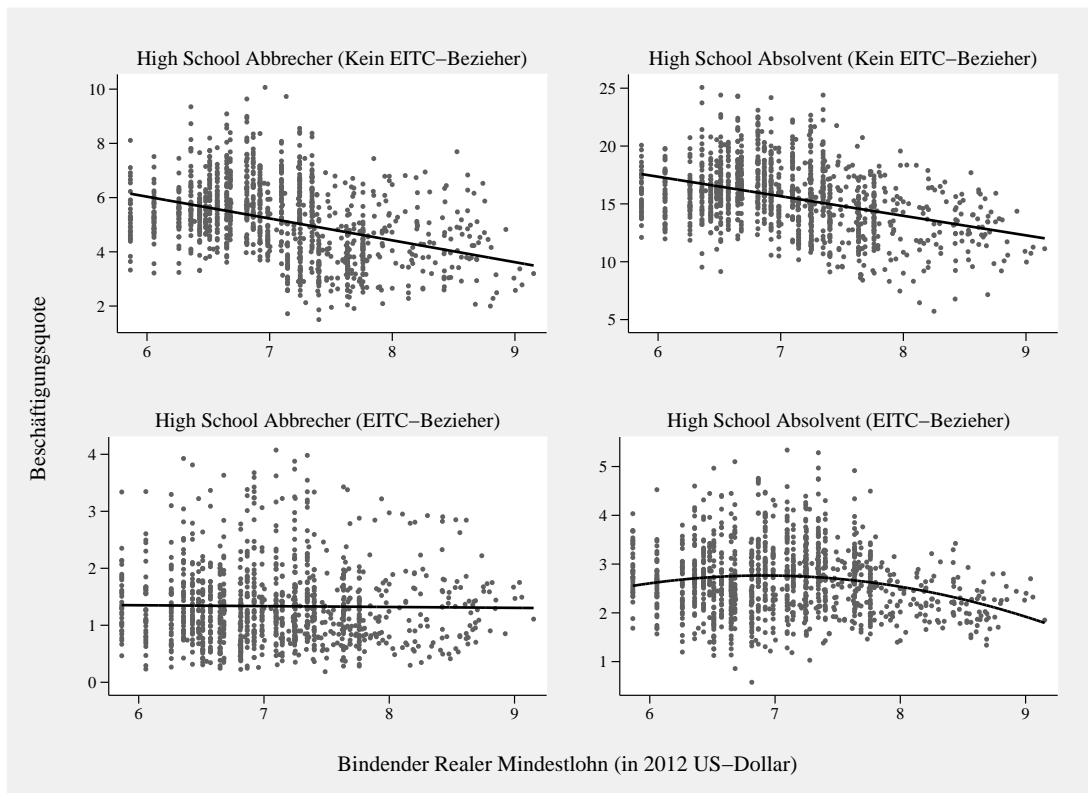 High School Abbrecher (Kein EITC−Bezieher)
10
8
6
4
2
6 7 8 9
High School Absolvent (Kein EITC−Bezieher)
25
20
15
10
5
6 7 8 9
Beschäftigungsquote
High School Abbrecher (EITC−Bezieher)
4
3
2
1
0
6 7 8 9
High School Absolvent (EITC−Bezieher)
5
4
3
2
1
6 7 8 9
Bindender Realer Mindestlohn (in 2012 US−Dollar)